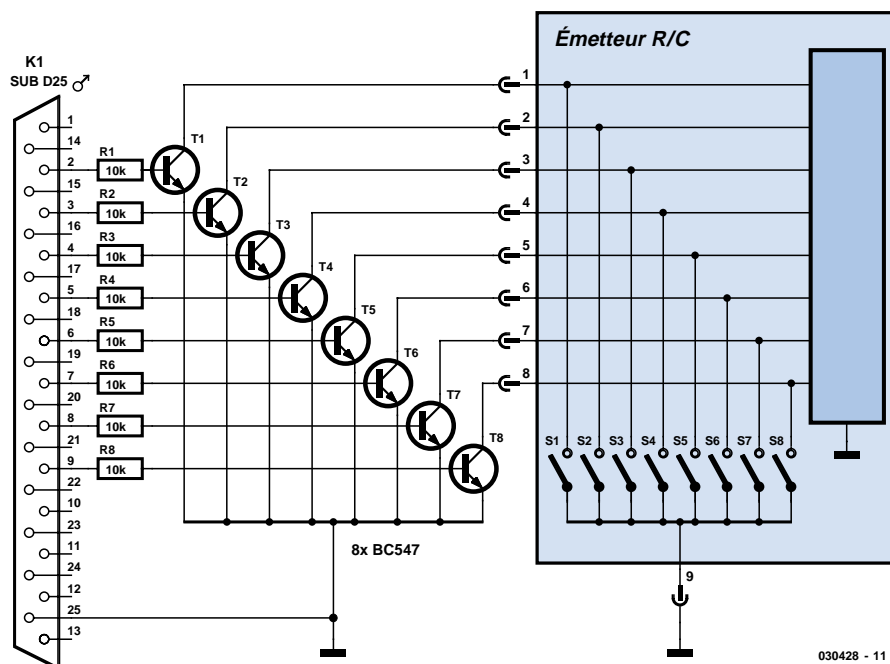 K1
SUB D25
1
14
2
15
3
16
4
17
5
18
6
19
7
20
8
21
9
22
10
23
11
24
12
25
13
R1
10k
R2
10k
R3
10k
R4
10k
R5
10k
R6
10k
R7
10k
R8
10k
T1
T2
T3
T4
T5
T6
T7
T8
8x BC547
1
2
3
4
5
6
7
8
Émetteur R/C
S1 S2 S3 S4 S5 S6 S7 S8
9
030428 - 11